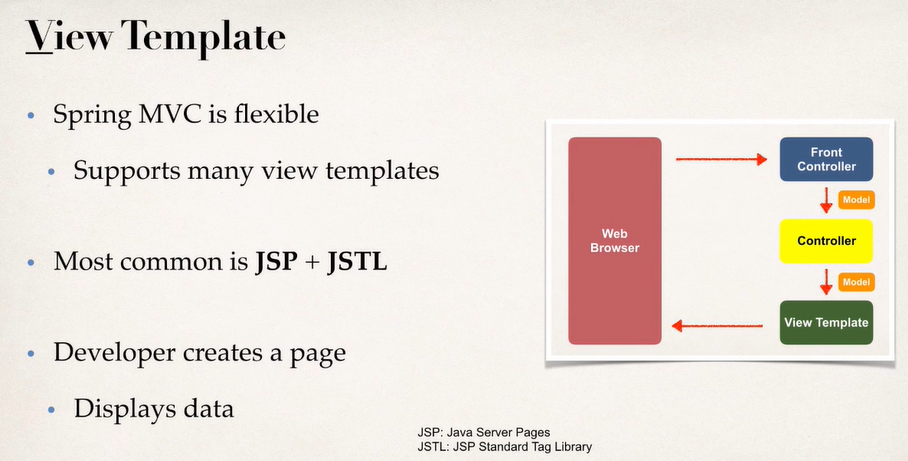 View Template
• Spring MVC is flexible
• Supports many view templates
• Most common is JSP + JSTL
• Developer creates a page
• Displays data
Web
Browser
Front
Controller
Model
Controller
Model
View Template
JSP: Java Server Pages
JSTL: JSP Standard Tag Library